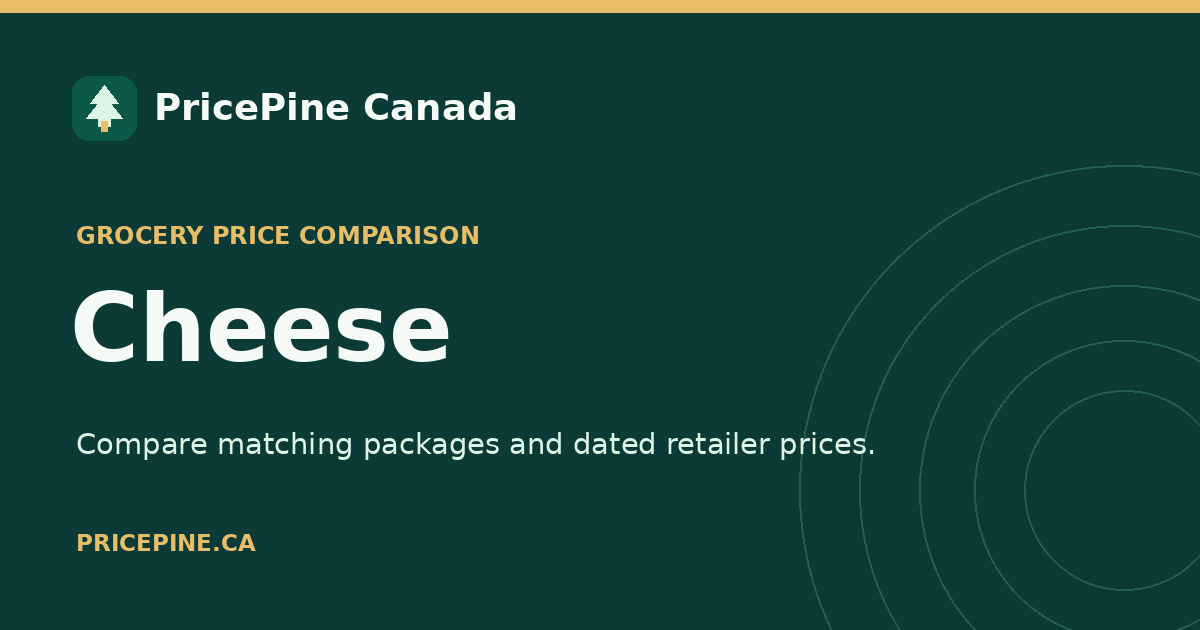 PricePine Canada
GROCERY PRICE COMPARISON
Cheese
Compare matching packages and dated retailer prices.
PRICEPINE.CA